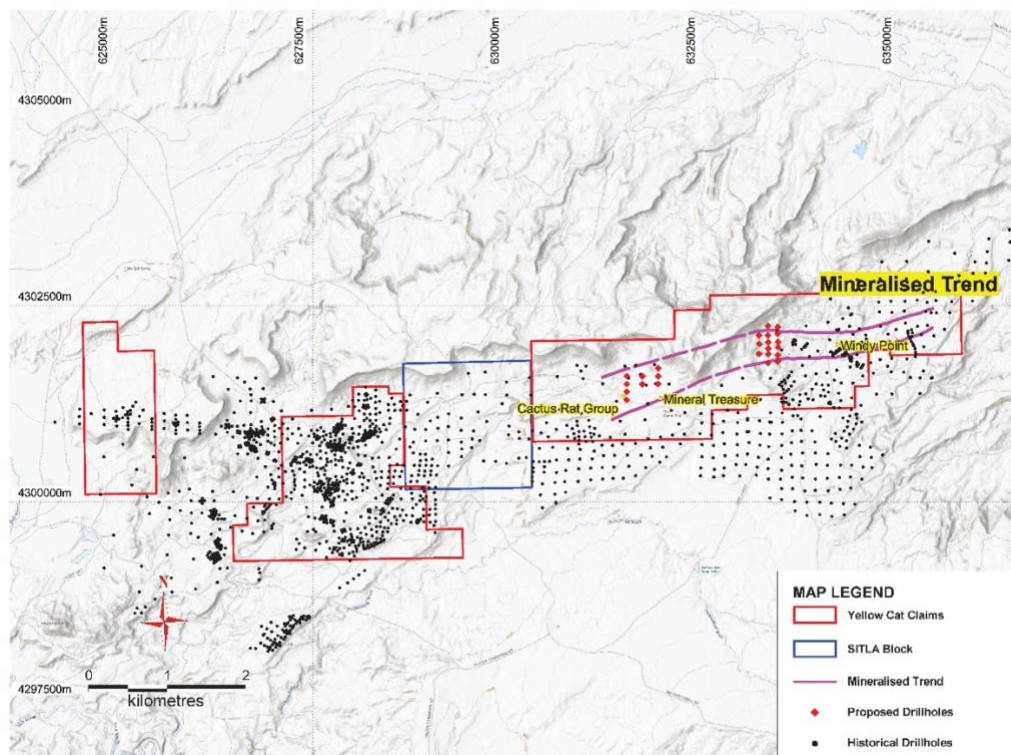 625000m
627500m
630000m
632500m
635000m
4305000m
4302500m
Mineralised Trend
Windy Point
Cactus Rat Group
Mineral Treasure
4300000m
N
0 1 2
kilometres
4297500m
MAP LEGEND
Yellow Cat Claims
SITLA Block
Mineralised Trend
Proposed Drillholes
Historical Drillholes